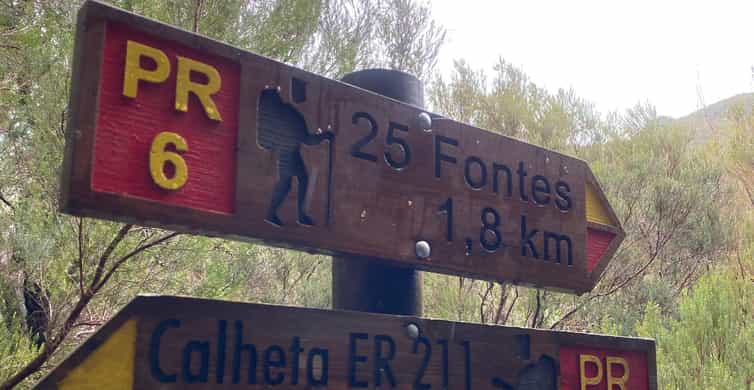 PR
6
25 Fontes
1,8 km
Calheta ER 211
PR